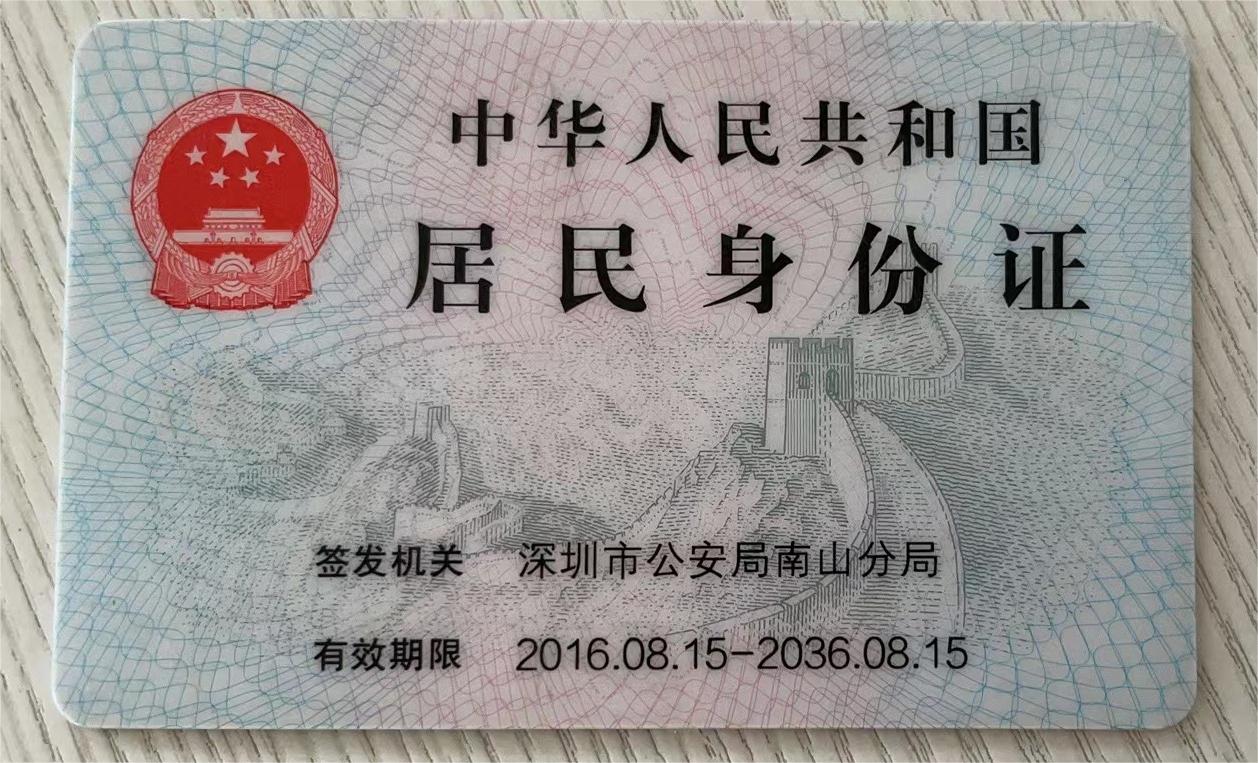 中华人民共和国
居民身份证
签发机关 深圳市公安局南山分局
有效期限 2016.08.15-2036.08.15